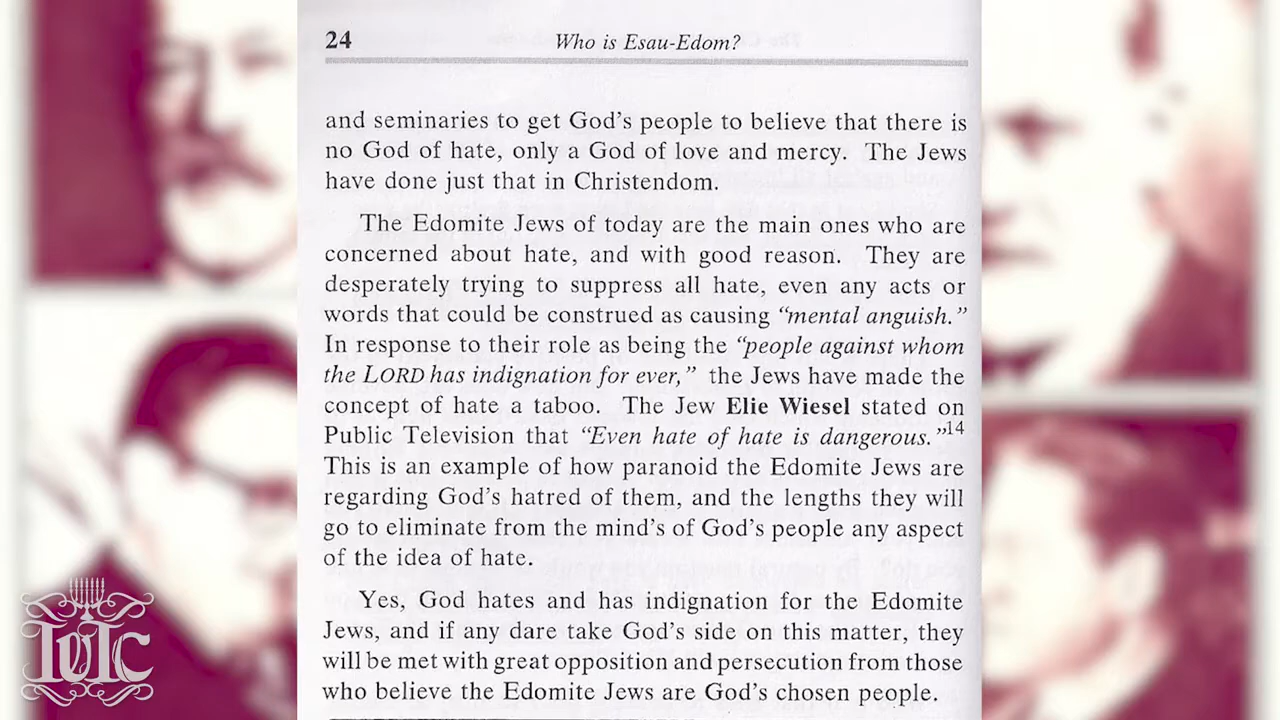 24 Who is Esau-Edom?
and seminaries to get God's people to believe that there is
no God of hate, only a God of love and mercy. The Jews
have done just that in Christendom.
The Edomite Jews of today are the main ones who are
concerned about hate, and with good reason. They are
desperately trying to suppress all hate, even any acts or
words that could be construed as causing "mental anguish."
In response to their role as being the "people against whom
the LORD has indignation for ever," the Jews have made the
concept of hate a taboo. The Jew Elie Wiesel stated on
Public Television that "Even hate of hate is dangerous."14
This is an example of how paranoid the Edomite Jews are
regarding God's hatred of them, and the lengths they will
go to eliminate from the mind's of God's people any aspect
of the idea of hate.
Yes, God hates and has indignation for the Edomite
Jews, and if any dare take God's side on this matter, they
will be met with great opposition and persecution from those
who believe the Edomite Jews are God's chosen people.
IUIC